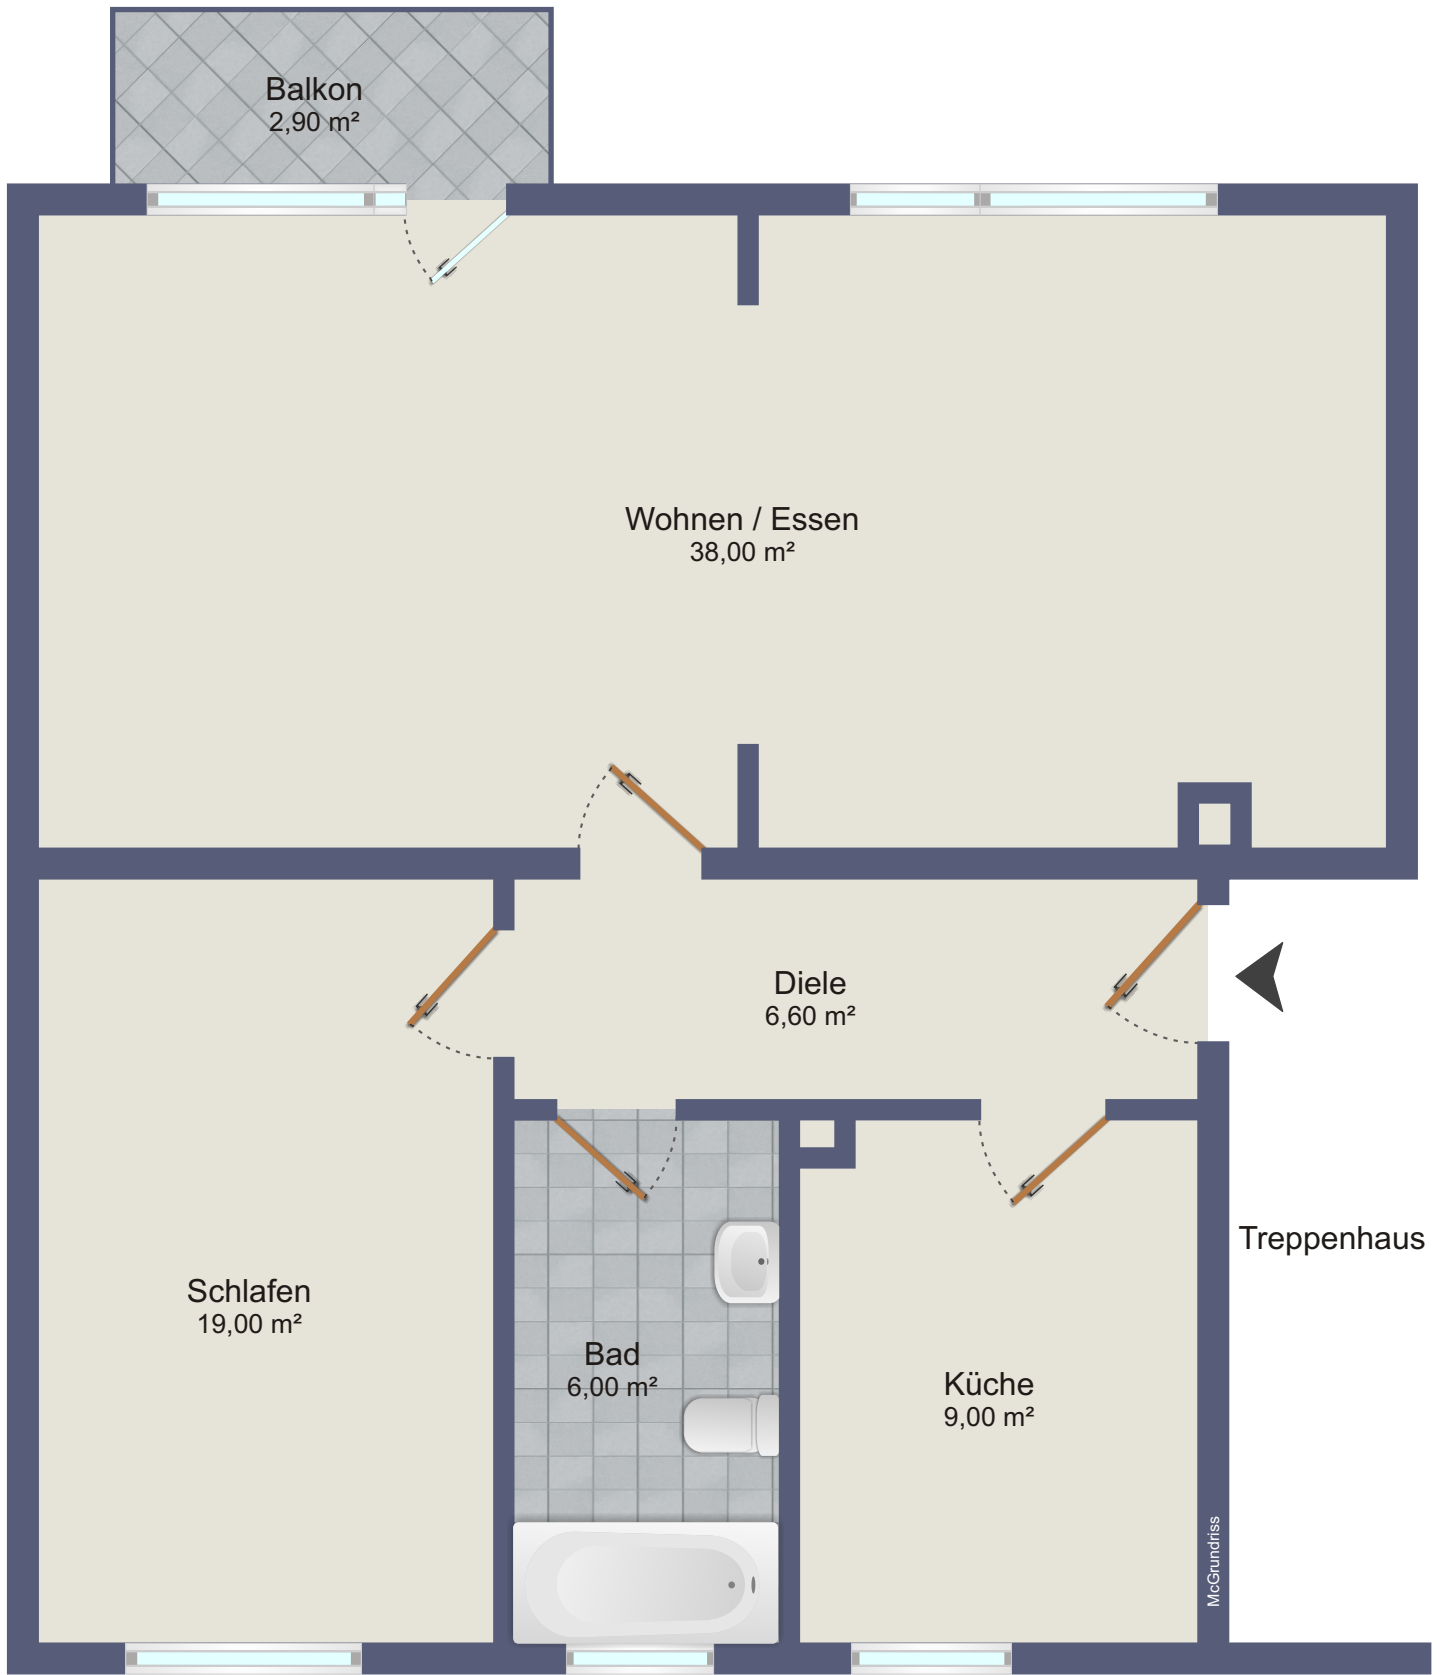 Balkon
2,90 m²
Wohnen / Essen
38,00 m²
Diele
6,60 m²
Treppenhaus
Schlafen
19,00 m²
Bad
6,00 m²
Küche
9,00 m²
McGrundriss